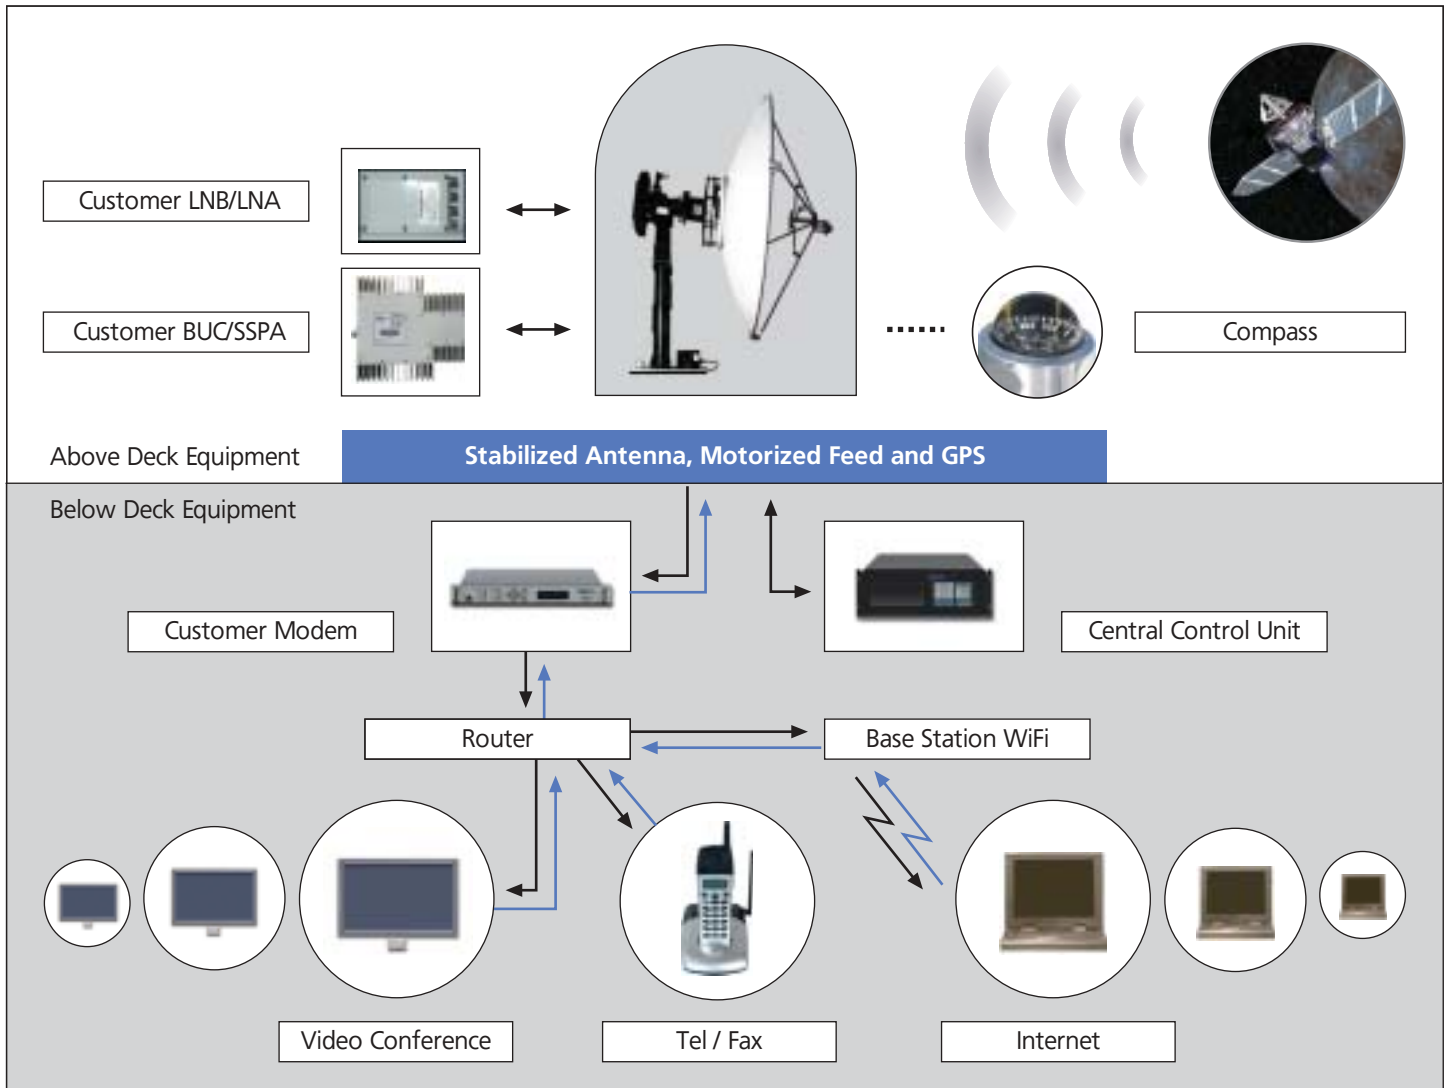 Customer LNB/LNA
Customer BUC/SSPA
Compass
Above Deck Equipment
Stabilized Antenna, Motorized Feed and GPS
Below Deck Equipment
Customer Modem
Central Control Unit
Router
Base Station WiFi
Video Conference
Tel / Fax
Internet